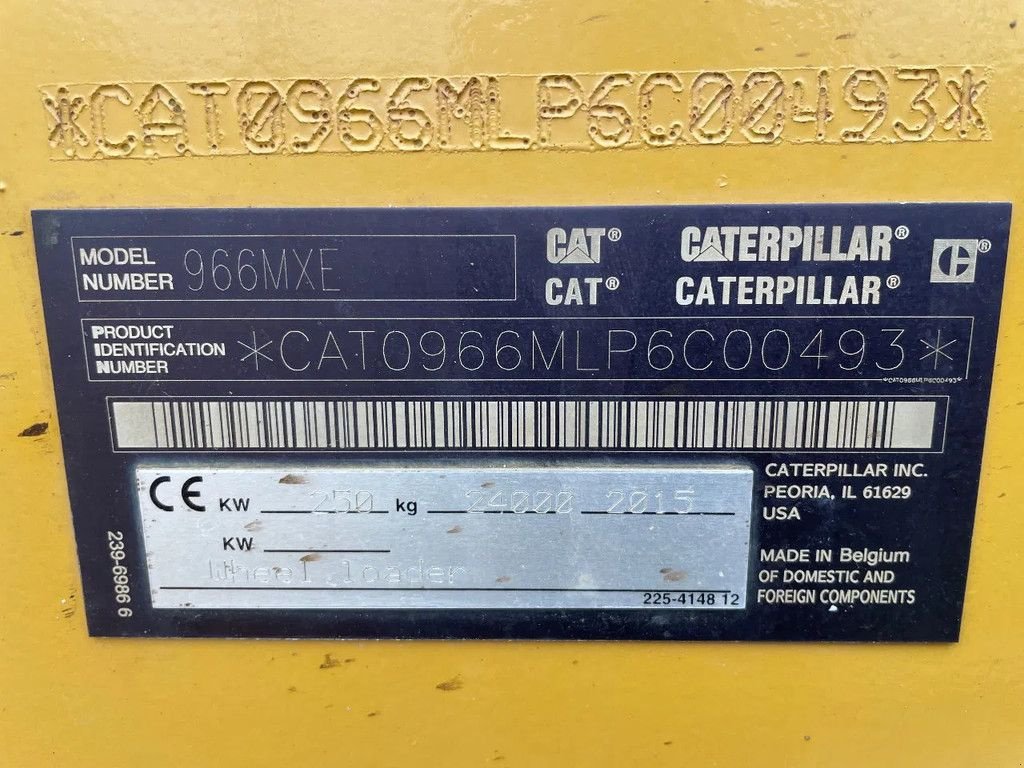 *CAT0966MLP6C00493*
MODEL NUMBER 966MXE
CAT® CATERPILLAR® ®
CAT® CATERPILLAR®
PRODUCT IDENTIFICATION NUMBER *CAT0966MLP6C00493*
*CAT0966MLP6C00493*
CE KW 250 kg 24000 2015
KW
Wheel loader
225-4148 12
239-6986 6
CATERPILLAR INC.
PEORIA, IL 61629
USA
MADE IN Belgium
OF DOMESTIC AND
FOREIGN COMPONENTS